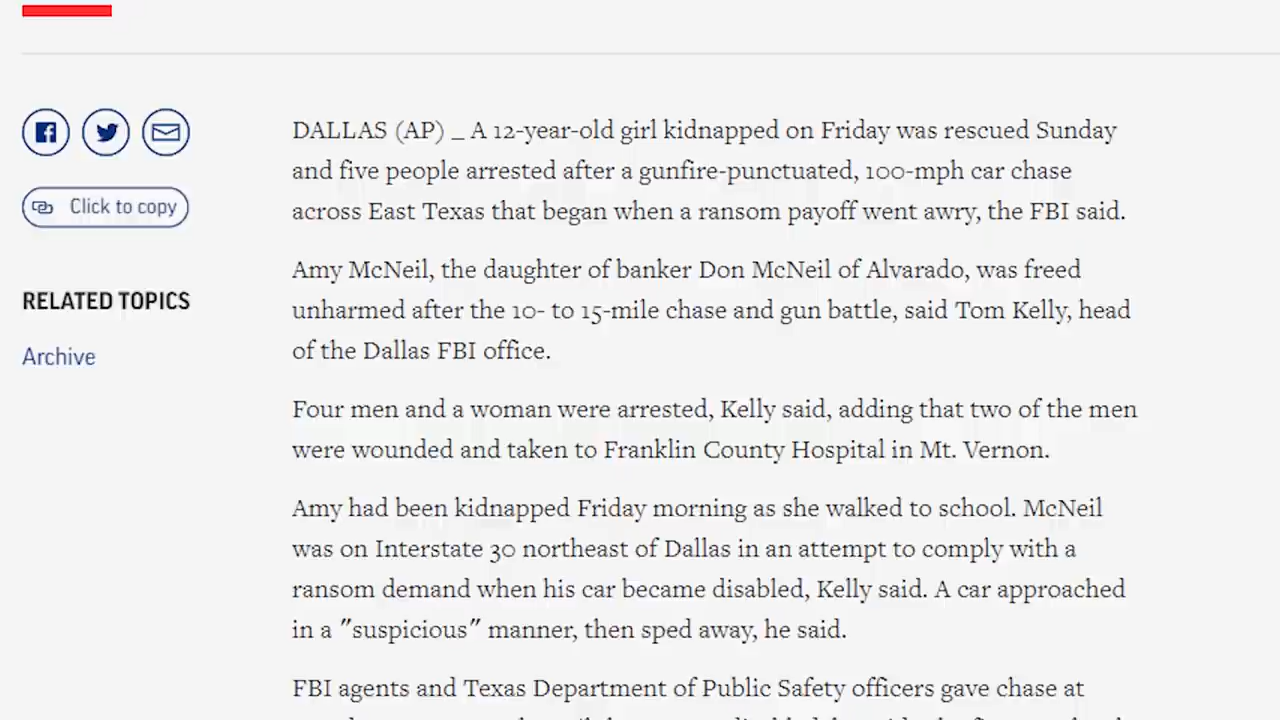 Click to copy
RELATED TOPICS
Archive
DALLAS (AP) _ A 12-year-old girl kidnapped on Friday was rescued Sunday
and five people arrested after a gunfire-punctuated, 100-mph car chase
across East Texas that began when a ransom payoff went awry, the FBI said.
Amy McNeil, the daughter of banker Don McNeil of Alvarado, was freed
unharmed after the 10- to 15-mile chase and gun battle, said Tom Kelly, head
of the Dallas FBI office.
Four men and a woman were arrested, Kelly said, adding that two of the men
were wounded and taken to Franklin County Hospital in Mt. Vernon.
Amy had been kidnapped Friday morning as she walked to school. McNeil
was on Interstate 30 northeast of Dallas in an attempt to comply with a
ransom demand when his car became disabled, Kelly said. A car approached
in a "suspicious" manner, then sped away, he said.
FBI agents and Texas Department of Public Safety officers gave chase at